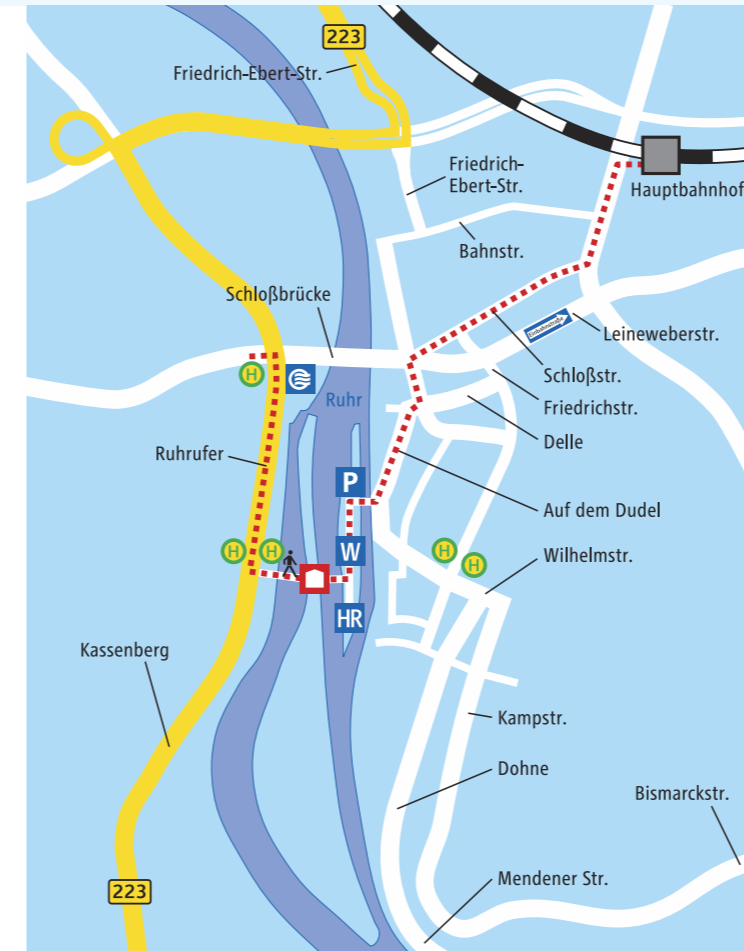 223
Friedrich-Ebert-Str.
Friedrich-
Ebert-Str.
Hauptbahnhof
Bahnstr.
Schloßbrücke
Einbahnstraße
Leineweberstr.
H
Schloßstr.
Ruhr
Friedrichstr.
Delle
Ruhrufer
P
Auf dem Dudel
H
H
W
H
H
Wilhelmstr.
HR
Kassenberg
Kampstr.
Dohne
Bismarckstr.
223
Mendener Str.